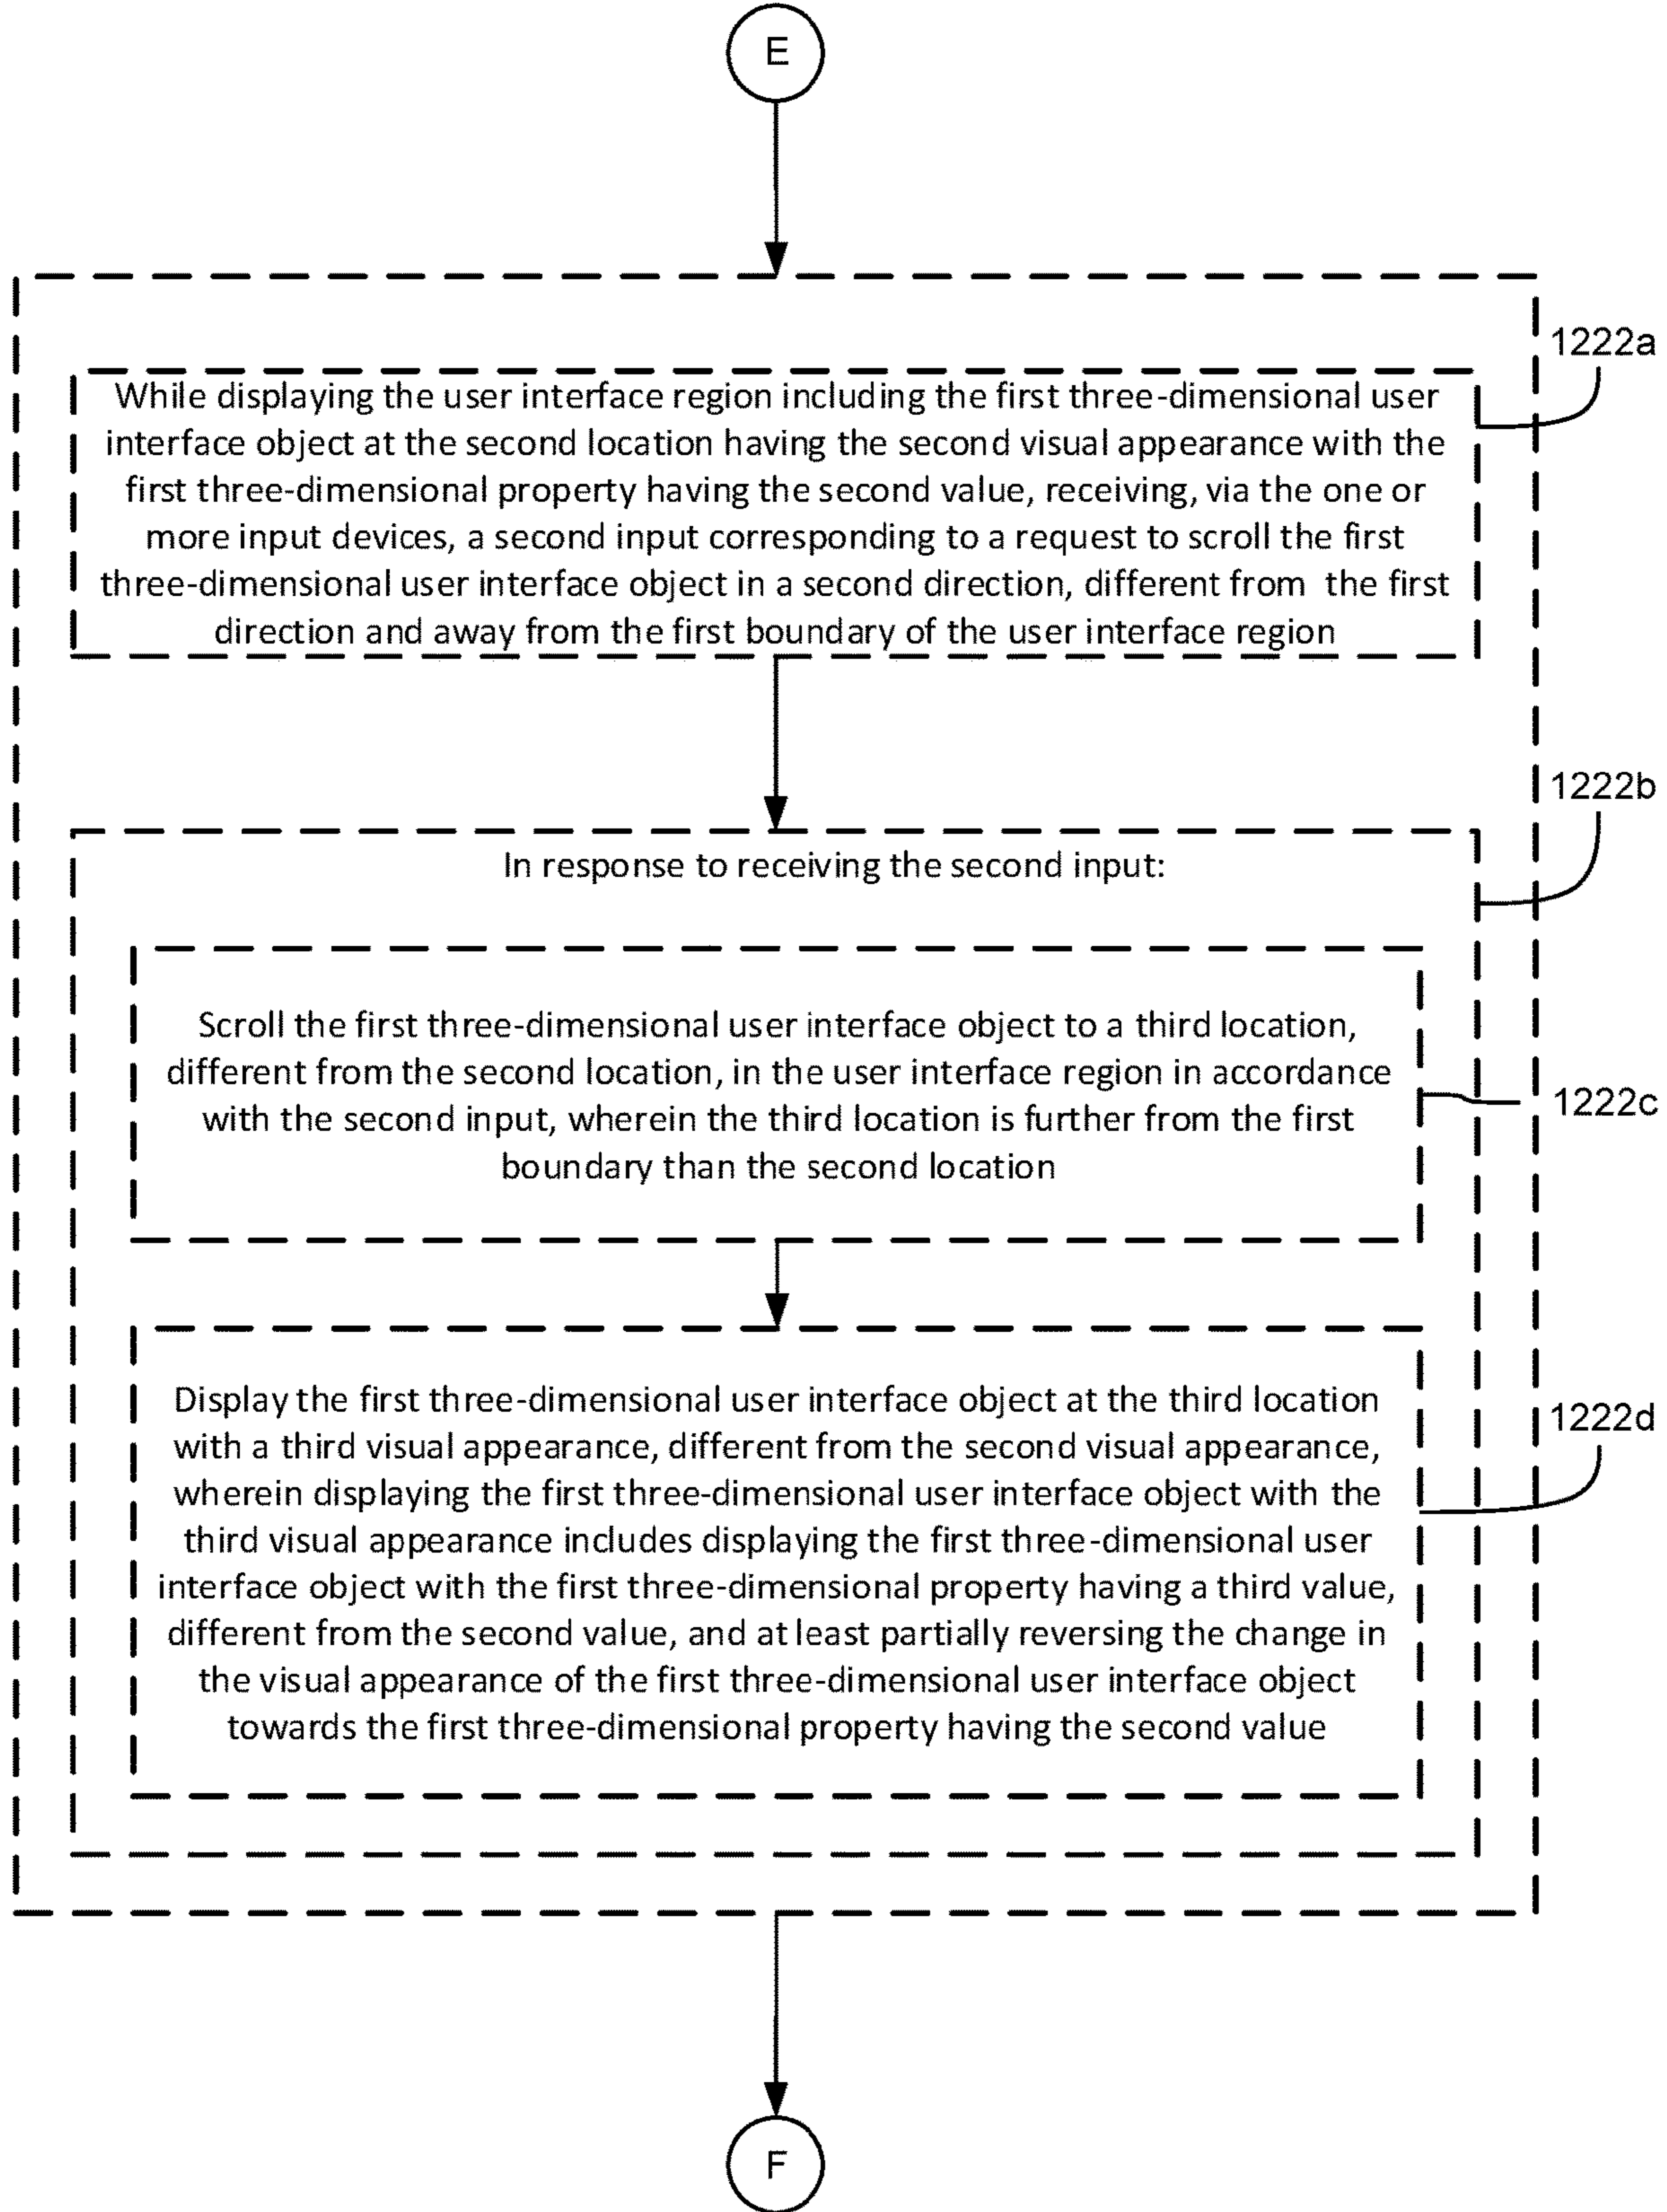 E
1222a
While displaying the user interface region including the first three-dimensional user
interface object at the second location having the second visual appearance with the
first three-dimensional property having the second value, receiving, via the one or
more input devices, a second input corresponding to a request to scroll the first
three-dimensional user interface object in a second direction, different from the first
direction and away from the first boundary of the user interface region
1222b
In response to receiving the second input:
Scroll the first three-dimensional user interface object to a third location,
different from the second location, in the user interface region in accordance
with the second input, wherein the third location is further from the first
boundary than the second location
1222c
Display the first three-dimensional user interface object at the third location
with a third visual appearance, different from the second visual appearance,
wherein displaying the first three-dimensional user interface object with the
third visual appearance includes displaying the first three-dimensional user
interface object with the first three-dimensional property having a third value,
different from the second value, and at least partially reversing the change in
the visual appearance of the first three-dimensional user interface object
towards the first three-dimensional property having the second value
1222d
F